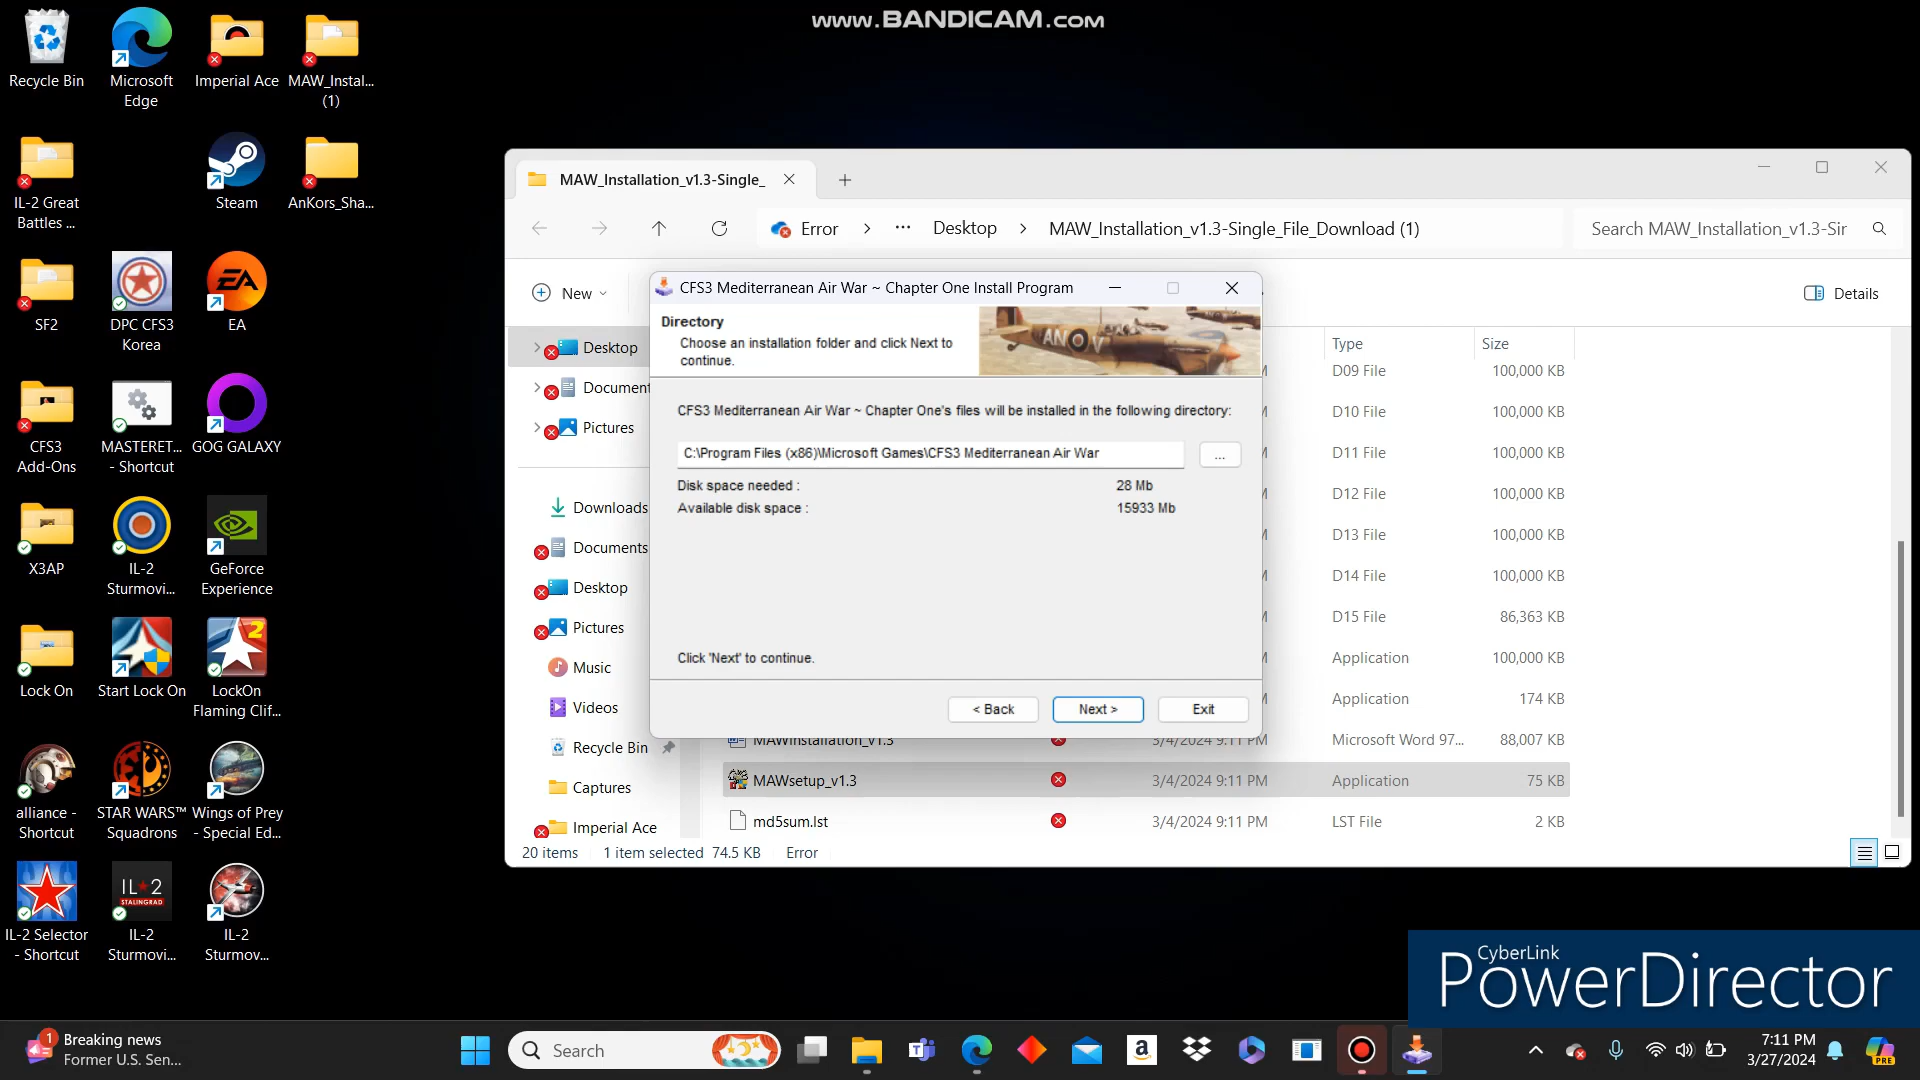 www.BANDICAM.com
Recycle Bin
Microsoft
Edge
Imperial Ace
MAW_Instal...
(1)
IL-2 Great
Battles ...
Steam
AnKors_Sha...
SF2
DPC CFS3
Korea
EA
CFS3
Add-Ons
MASTERET...
- Shortcut
GOG GALAXY
X3AP
IL-2
Sturmovi...
GeForce
Experience
Lock On
Start Lock On
LockOn
Flaming Clif...
alliance -
Shortcut
STAR WARS™
Squadrons
Wings of Prey
- Special Ed...
IL-2 Selector
- Shortcut
IL·2
STALINGRAD
IL-2
Sturmovi...
IL-2
Sturmov...
MAW_Installation_v1.3-Single_
Error
Desktop
MAW_Installation_v1.3-Single_File_Download (1)
Search MAW_Installation_v1.3-Sir
New
Details
Desktop
Document
Pictures
Downloads
Documents
Desktop
Pictures
Music
Videos
Recycle Bin
Captures
Imperial Ace
CFS3 Mediterranean Air War ~ Chapter One Install Program
Directory
Choose an installation folder and click Next to
continue.
AN V
CFS3 Mediterranean Air War ~ Chapter One's files will be installed in the following directory:
C:\Program Files (x86)\Microsoft Games\CFS3 Mediterranean Air War
...
Disk space needed : 28 Mb
Available disk space : 15933 Mb
Click 'Next' to continue.
< Back
Next >
Exit
Type Size
D09 File 100,000 KB
D10 File 100,000 KB
D11 File 100,000 KB
D12 File 100,000 KB
D13 File 100,000 KB
D14 File 100,000 KB
D15 File 86,363 KB
Application 100,000 KB
Application 174 KB
MAWInstallation_v1.3 3/4/2024 9:11 PM Microsoft Word 97... 88,007 KB
MAWsetup_v1.3 3/4/2024 9:11 PM Application 75 KB
md5sum.lst 3/4/2024 9:11 PM LST File 2 KB
20 items 1 item selected 74.5 KB Error
CyberLink
PowerDirector
1
Breaking news
Former U.S. Sen...
Search
7:11 PM
3/27/2024
PRE